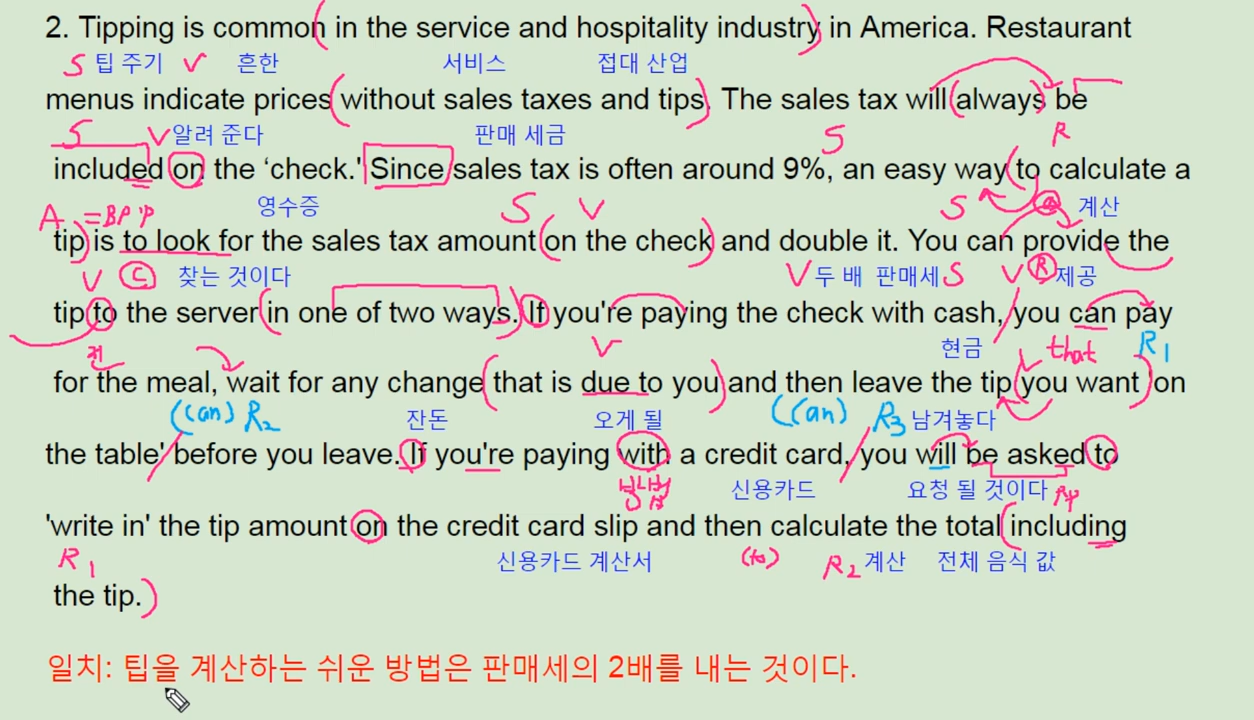 2. Tipping is common( in the service and hospitality industry) in America. Restaurant
S 팁 주기 V 흔한 서비스 접대 산업
menus indicate prices(without sales taxes and tips). The sales tax will(always) be
S V 알려 준다 판매 세금 S R
included on the 'check.' Since sales tax is often around 9%, an easy way(to calculate a
A =BP'P 영수증 S V S ⓐ 계산
tip) is to look for the sales tax amount(on the check) and double it. You can provide the
V ⓒ 찾는 것이다 V 두 배 판매세 S V Ⓡ 제공
tip to the server(in one of two ways.) If you're paying the check with cash, you can pay
전 V 현금 that R1
for the meal, wait for any change(that is due to you) and then leave the tip(you want) on
(can) R2 잔돈 오게 될 (can) R3 남겨놓다
the table' before you leave. If you're paying with a credit card, you will be asked to
신용카드 요청 될 것이다 PP
'write in' the tip amount on the credit card slip and then calculate the total(including
R1 신용카드 계산서 (to) R2 계산 전체 음식 값
the tip.)
일치: 팁을 계산하는 쉬운 방법은 판매세의 2배를 내는 것이다.